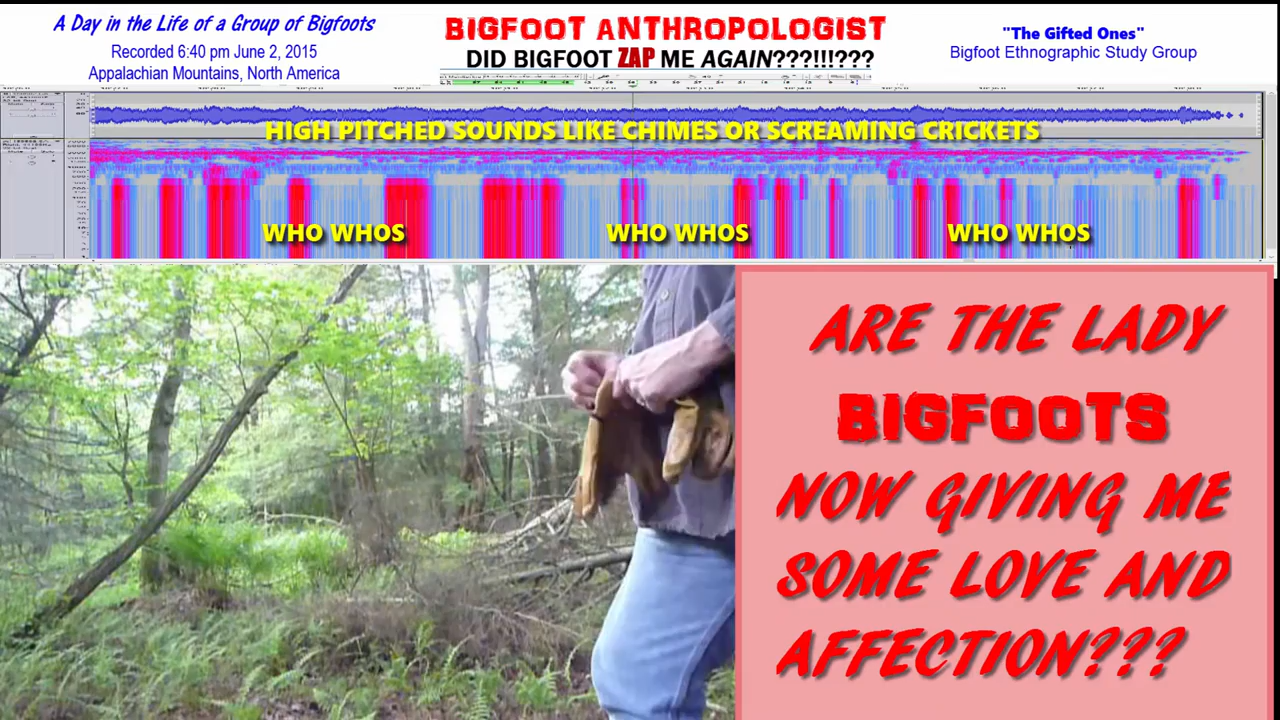 A Day in the Life of a Group of Bigfoots
Recorded 6:40 pm June 2, 2015
Appalachian Mountains, North America
BIGFOOT ANTHROPOLOGIST
DID BIGFOOT ZAP ME AGAIN???!!!???
"The Gifted Ones"
Bigfoot Ethnographic Study Group
HIGH PITCHED SOUNDS LIKE CHIMES OR SCREAMING CRICKETS
WHO WHOS
WHO WHOS
WHO WHOS
ARE THE LADY
BIGFOOTS
NOW GIVING ME
SOME LOVE AND
AFFECTION???